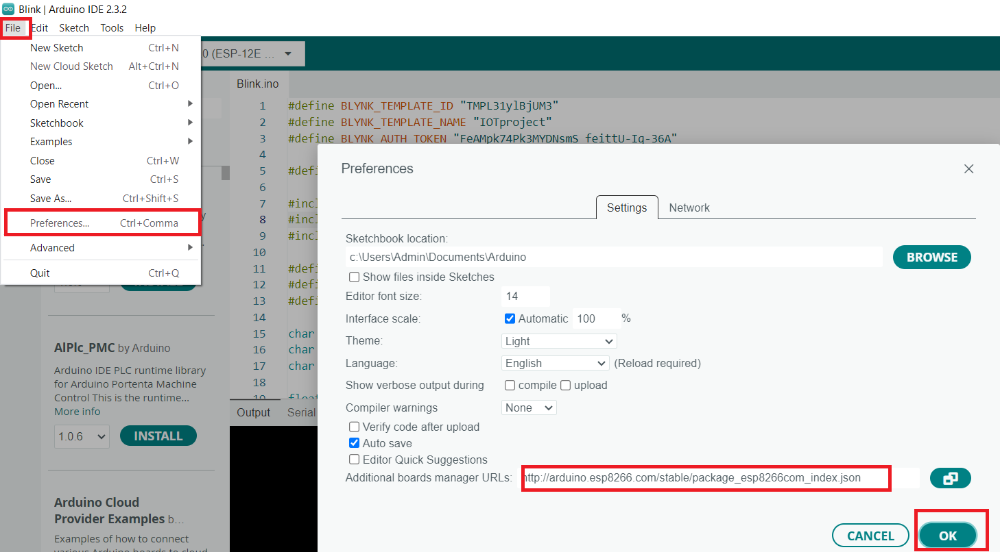 Blink | Arduino IDE 2.3.2
File Edit Sketch Tools Help
New Sketch Ctrl+N
New Cloud Sketch Alt+Ctrl+N
Open... Ctrl+O
Open Recent
Sketchbook
Examples
Close Ctrl+W
Save Ctrl+S
Save As... Ctrl+Shift+S
Preferences... Ctrl+Comma
Advanced
Quit Ctrl+Q
0 (ESP-12E ...
Blink.ino
1 #define BLYNK_TEMPLATE_ID "TMPL31ylBjUM3"
2 #define BLYNK_TEMPLATE_NAME "IOTproject"
3 #define BLYNK_AUTH_TOKEN "FeAMpk74Pk3MYDNsmS_feittU-Iq-36A"
4
5 #defi
6
7 #incl
8 #incl
9 #incl
10
11 #defi
12 #defi
13 #defi
14
15 char
16 char
17 char
18
19 float
Output Serial
AlPlc_PMC by Arduino
Arduino IDE PLC runtime library
for Arduino Portenta Machine
Control This is the runtime...
More info
1.0.6 INSTALL
Arduino Cloud
Provider Examples b...
Examples of how to connect
various Arduino boards to cloud
Preferences
Settings Network
Sketchbook location:
c:\Users\Admin\Documents\Arduino BROWSE
Show files inside Sketches
Editor font size: 14
Interface scale: Automatic 100 %
Theme: Light
Language: English (Reload required)
Show verbose output during compile upload
Compiler warnings None
Verify code after upload
Auto save
Editor Quick Suggestions
Additional boards manager URLs: http://arduino.esp8266.com/stable/package_esp8266com_index.json
CANCEL OK